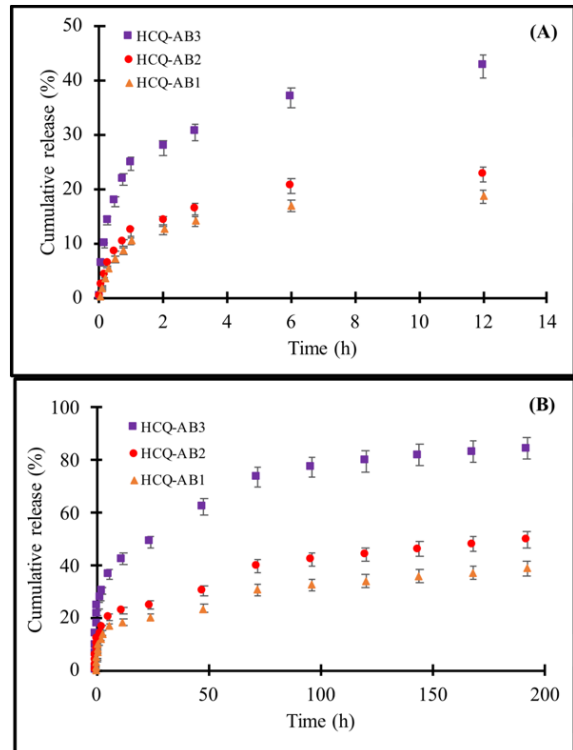 (A)
HCQ-AB3
HCQ-AB2
HCQ-AB1
Cumulative release (%)
50
40
30
20
10
0
0 2 4 6 8 10 12 14
Time (h)
(B)
HCQ-AB3
HCQ-AB2
HCQ-AB1
Cumulative release (%)
100
80
60
40
20
0
0 50 100 150 200
Time (h)